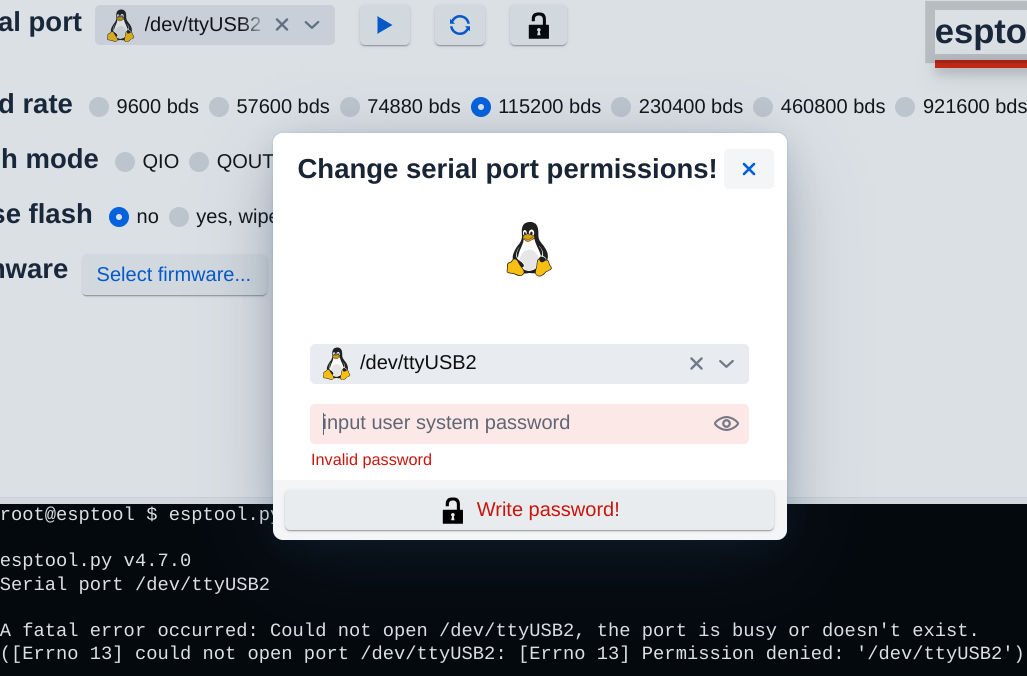 al port /dev/ttyUSB2
espto
d rate 9600 bds 57600 bds 74880 bds 115200 bds 230400 bds 460800 bds 921600 bds
Change serial port permissions!
h mode QIO QOUT
se flash no yes, wipe
ware Select firmware...
/dev/ttyUSB2
input user system password
Invalid password
Write password!
root@esptool $ esptool.py
esptool.py v4.7.0
Serial port /dev/ttyUSB2
A fatal error occurred: Could not open /dev/ttyUSB2, the port is busy or doesn't exist.
([Errno 13] could not open port /dev/ttyUSB2: [Errno 13] Permission denied: '/dev/ttyUSB2')